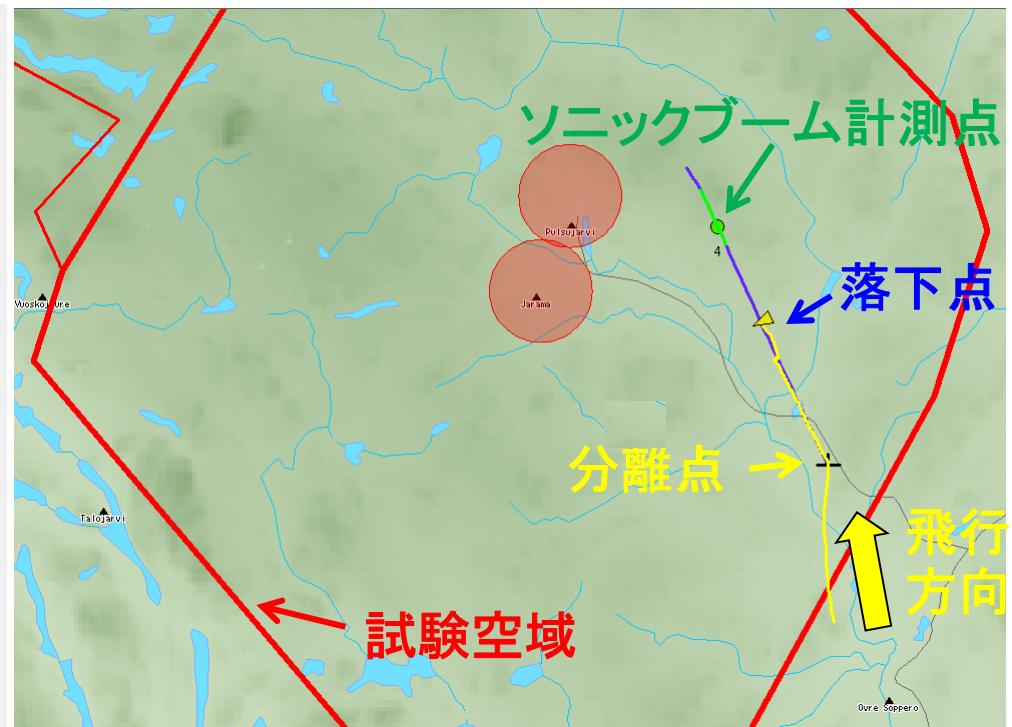 ソニックブーム計測点
Pulsujarvi
4
落下点
Jarama
分離点
Talojarvi
飛行
方向
試験空域
Ovre Soppero